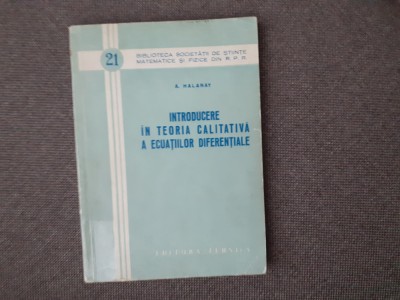 21
BIBLIOTECA SOCIETĂȚII DE ȘTIINȚE
MATEMATICE ȘI FIZICE DIN R.P.R.
A. HALANAY
INTRODUCERE
ÎN TEORIA CALITATIVĂ
A ECUAȚIILOR DIFERENȚIALE
EDITURA TEHNICĂ